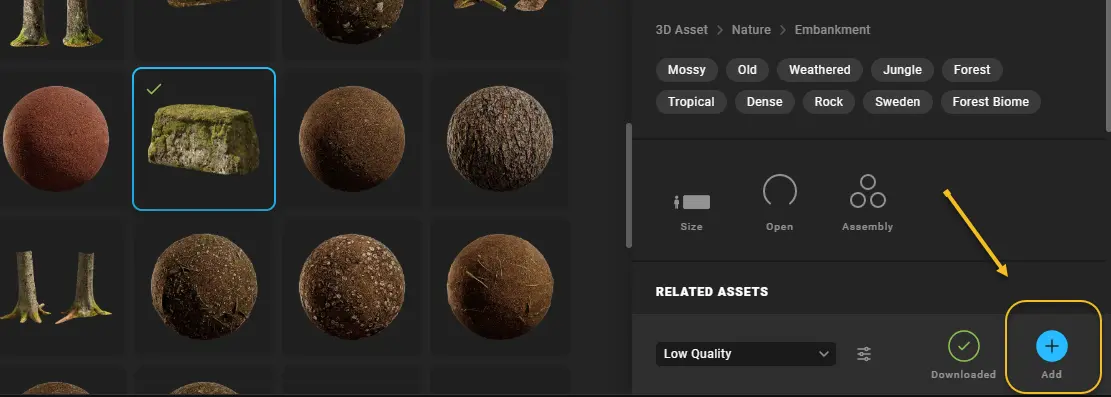 3D Asset > Nature > Embankment
Mossy Old Weathered Jungle Forest
Tropical Dense Rock Sweden Forest Biome
Size Open Assembly
RELATED ASSETS
Low Quality
Downloaded Add